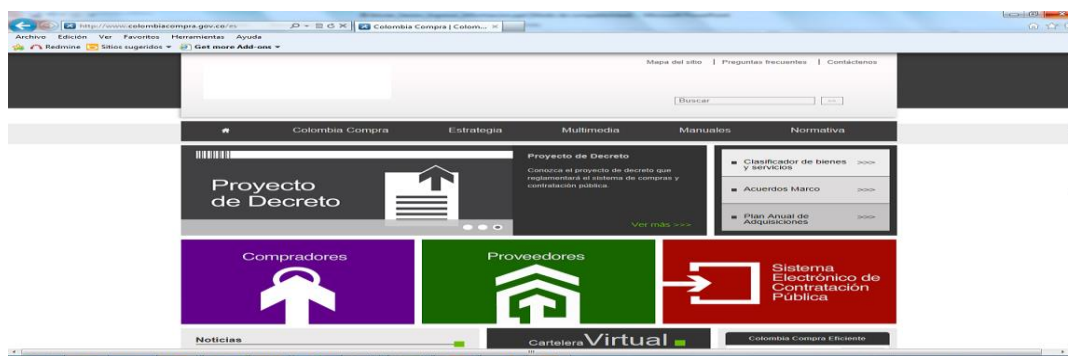 http://www.colombiacompra.gov.co/es
Colombia Compra | Colom...
Archivo Edición Ver Favoritos Herramientas Ayuda
Redmine Sitios sugeridos Get more Add-ons
Mapa del sitio | Preguntas frecuentes | Contáctenos
Buscar
Colombia Compra Estrategia Multimedia Manuales Normativa
Proyecto
de Decreto
Proyecto de Decreto
Conozca el proyecto de decreto que
reglamentará el sistema de compras y
contratación pública.
Ver más >>>
Clasificador de bienes >>>
y servicios
Acuerdos Marco >>>
Plan Anual de >>>
Adquisiciones
Compradores
Proveedores
Sistema
Electrónico de
Contratación
Pública
Noticias
Cartelera Virtual
Colombia Compra Eficiente